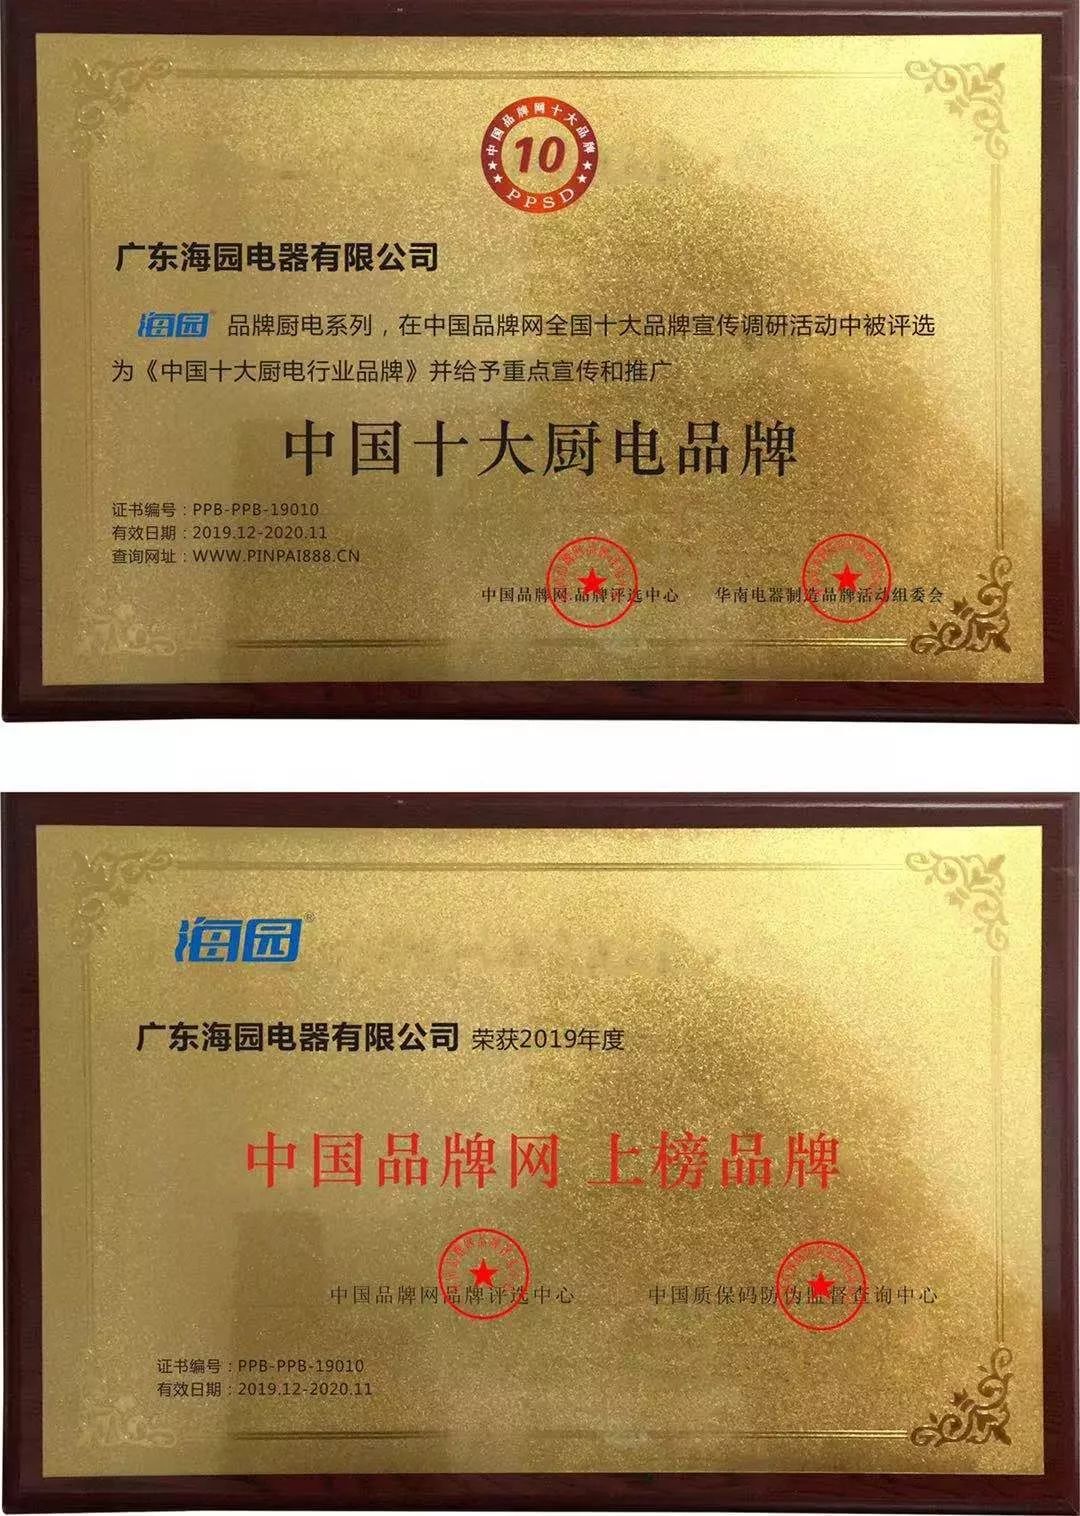 中国品牌网十大品牌
10
PPSD
广东海园电器有限公司
海园 品牌厨电系列，在中国品牌网全国十大品牌宣传调研活动中被评选
为《中国十大厨电行业品牌》并给予重点宣传和推广
中国十大厨电品牌
证书编号：PPB-PPB-19010
有效日期：2019.12-2020.11
查询网址：WWW.PINPAI888.CN
中国品牌网.品牌评选中心 华南电器制造品牌活动组委会
海园®
广东海园电器有限公司 荣获2019年度
中国品牌网 上榜品牌
中国品牌网品牌评选中心 中国质保码防伪监督查询中心
证书编号：PPB-PPB-19010
有效日期：2019.12-2020.11